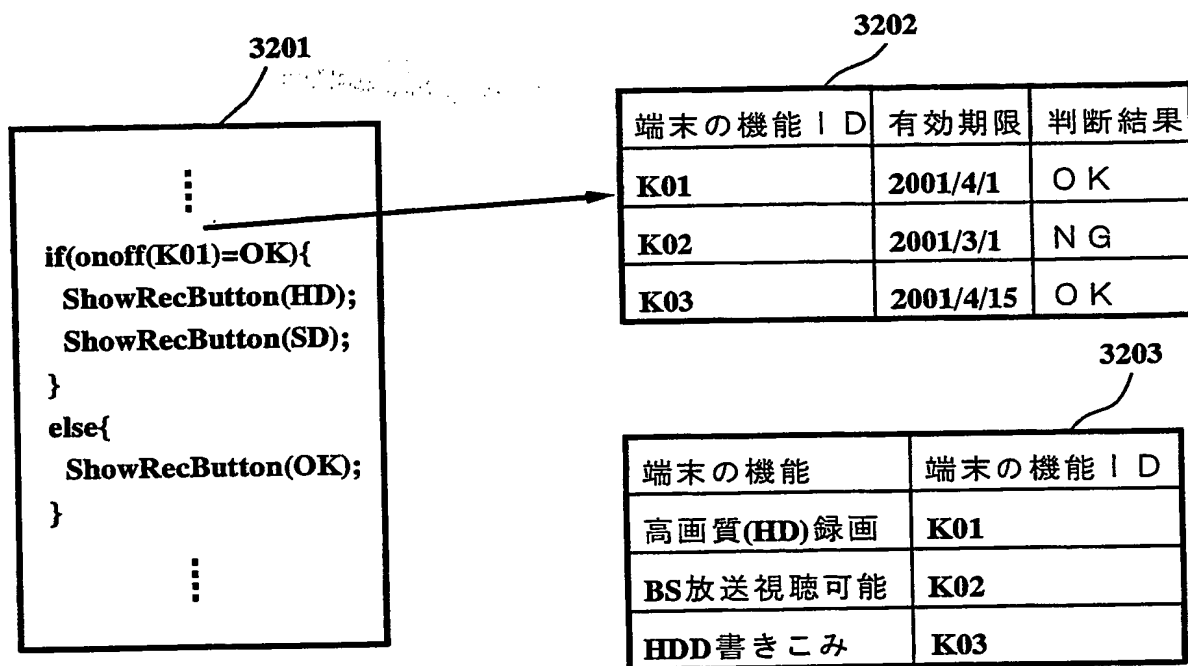 3201
⋮
if(onoff(K01)=OK){
ShowRecButton(HD);
ShowRecButton(SD);
}
else{
ShowRecButton(OK);
}
⋮
3202
端末の機能ID 有効期限 判断結果
K01 2001/4/1 OK
K02 2001/3/1 NG
K03 2001/4/15 OK
3203
端末の機能 端末の機能ID
高画質(HD)録画 K01
BS放送視聴可能 K02
HDD書きこみ K03